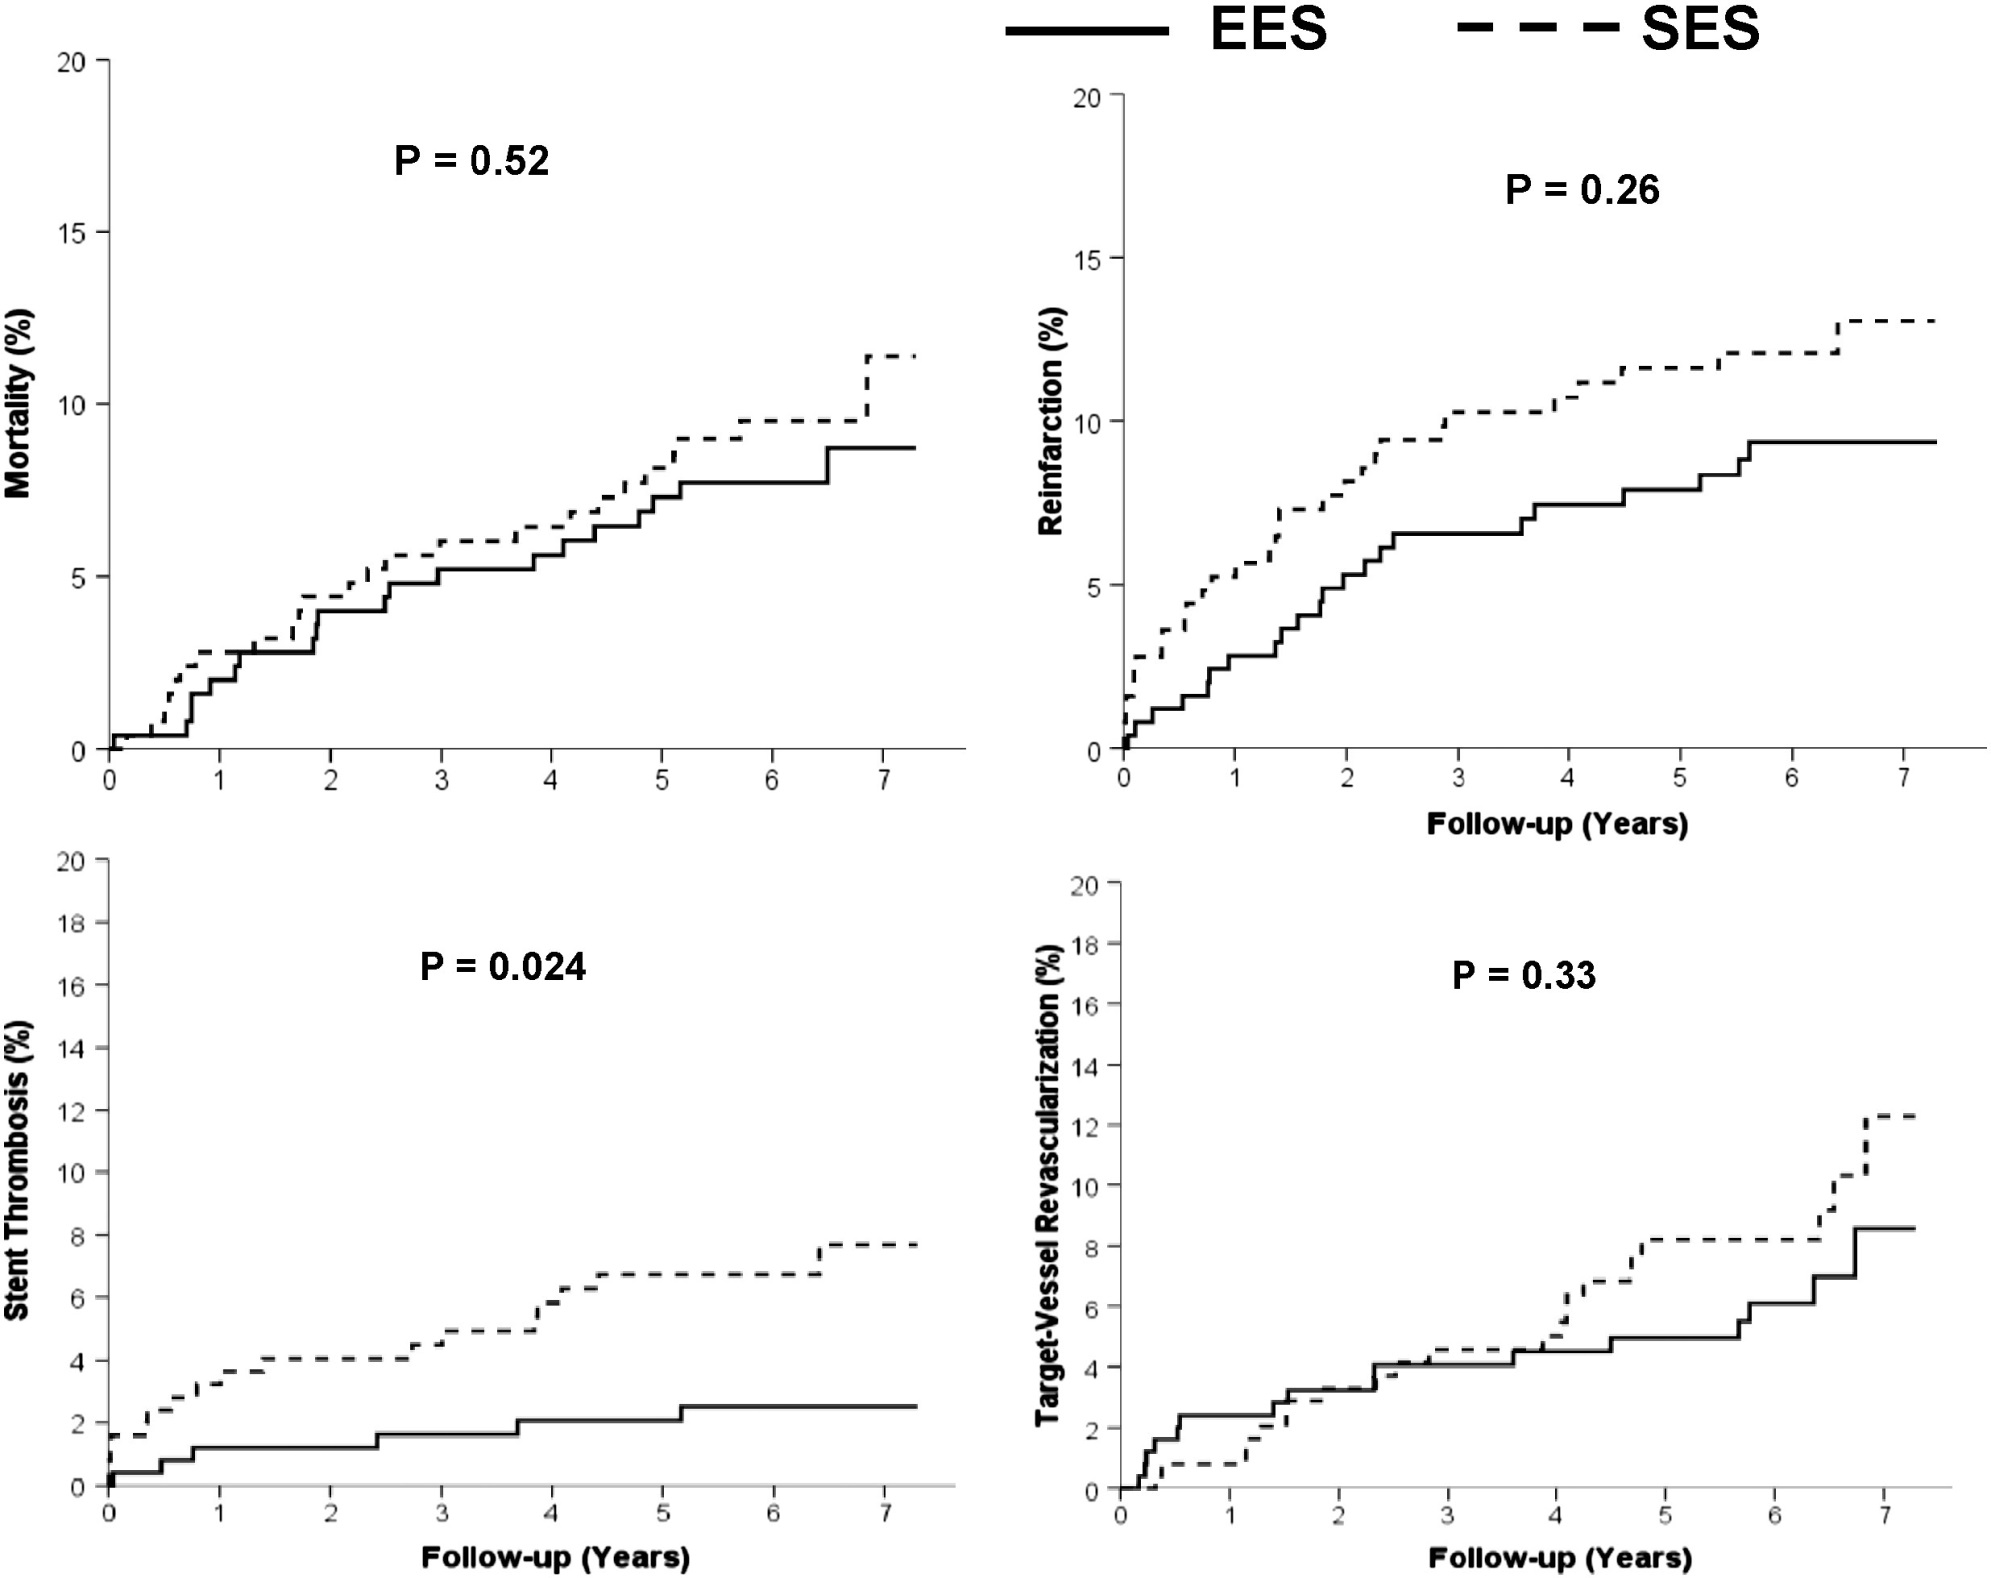 EES SES
20
15
10
5
0
0 1 2 3 4 5 6 7
Mortality (%)
P = 0.52
20
15
10
5
0
0 1 2 3 4 5 6 7
Reinfarction (%)
P = 0.26
Follow-up (Years)
20
18
16
14
12
10
8
6
4
2
0
0 1 2 3 4 5 6 7
Stent Thrombosis (%)
P = 0.024
Follow-up (Years)
20
18
16
14
12
10
8
6
4
2
0
0 1 2 3 4 5 6 7
Target-Vessel Revascularization (%)
P = 0.33
Follow-up (Years)